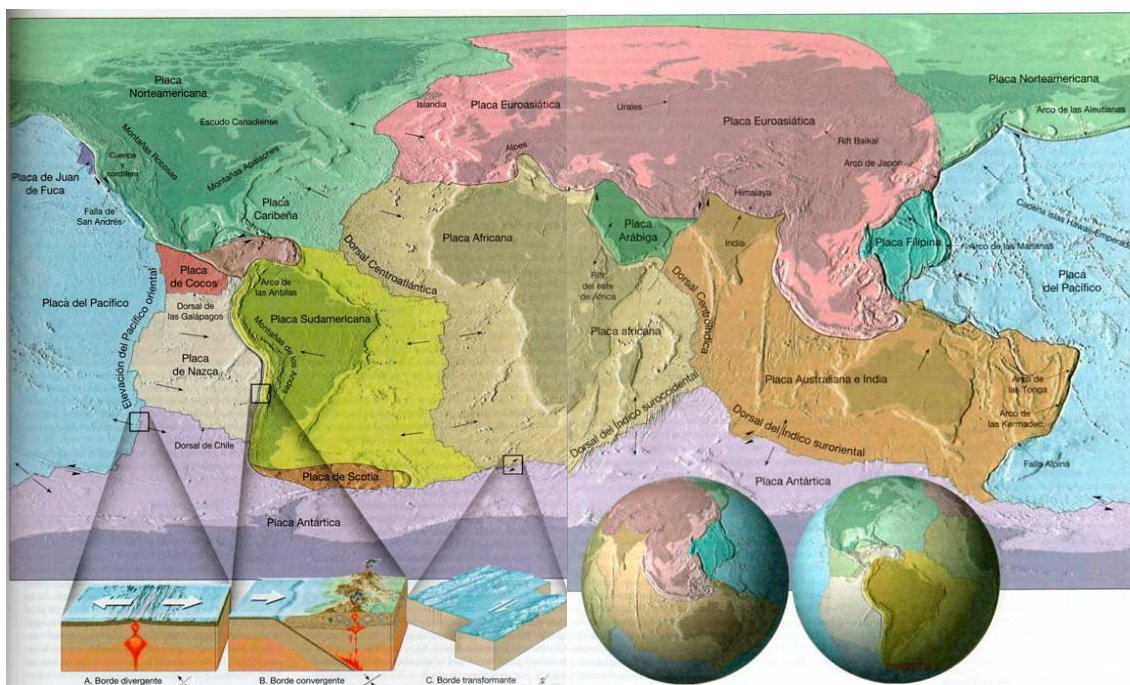 Placa
Norteamericana
Escudo Canadiense
Montañas Rocosas
Cuenca
y
cordillera
Montañas Apalaches
Placa de Juan
de Fuca
Falla de
San Andrés
Placa
Caribeña
Placa
de Cocos
Arco de
las Antillas
Placa del Pacífico
Elevación del Pacífico oriental
Dorsal de
las Galápagos
Placa
de Nazca
Placa Sudamericana
Montañas de los Andes
Dorsal de Chile
Placa de Scotia
Placa
Antártica
Islandia
Placa Euroasiática
Alpes
Dorsal Centroatlántica
Placa Africana
Urales
Placa Euroasiática
Rift Baikal
Arco de Japón
Himalaya
Placa
Arábiga
India
Rift
del este
de África
Placa africana
Dorsal Centroíndica
Dorsal del Índico suroccidental
Placa Norteamericana
Arco de las Aleutianas
Cadena islas Hawaii-Emperador
Placa Filipina
Arco de las Marianas
Placa
del Pacífico
Placa Australiana e India
Arco de
las Tonga
Arco de
las Kermadec
Dorsal del Índico suroriental
Falla Alpina
Placa Antártica
A. Borde divergente
B. Borde convergente
C. Borde transformante